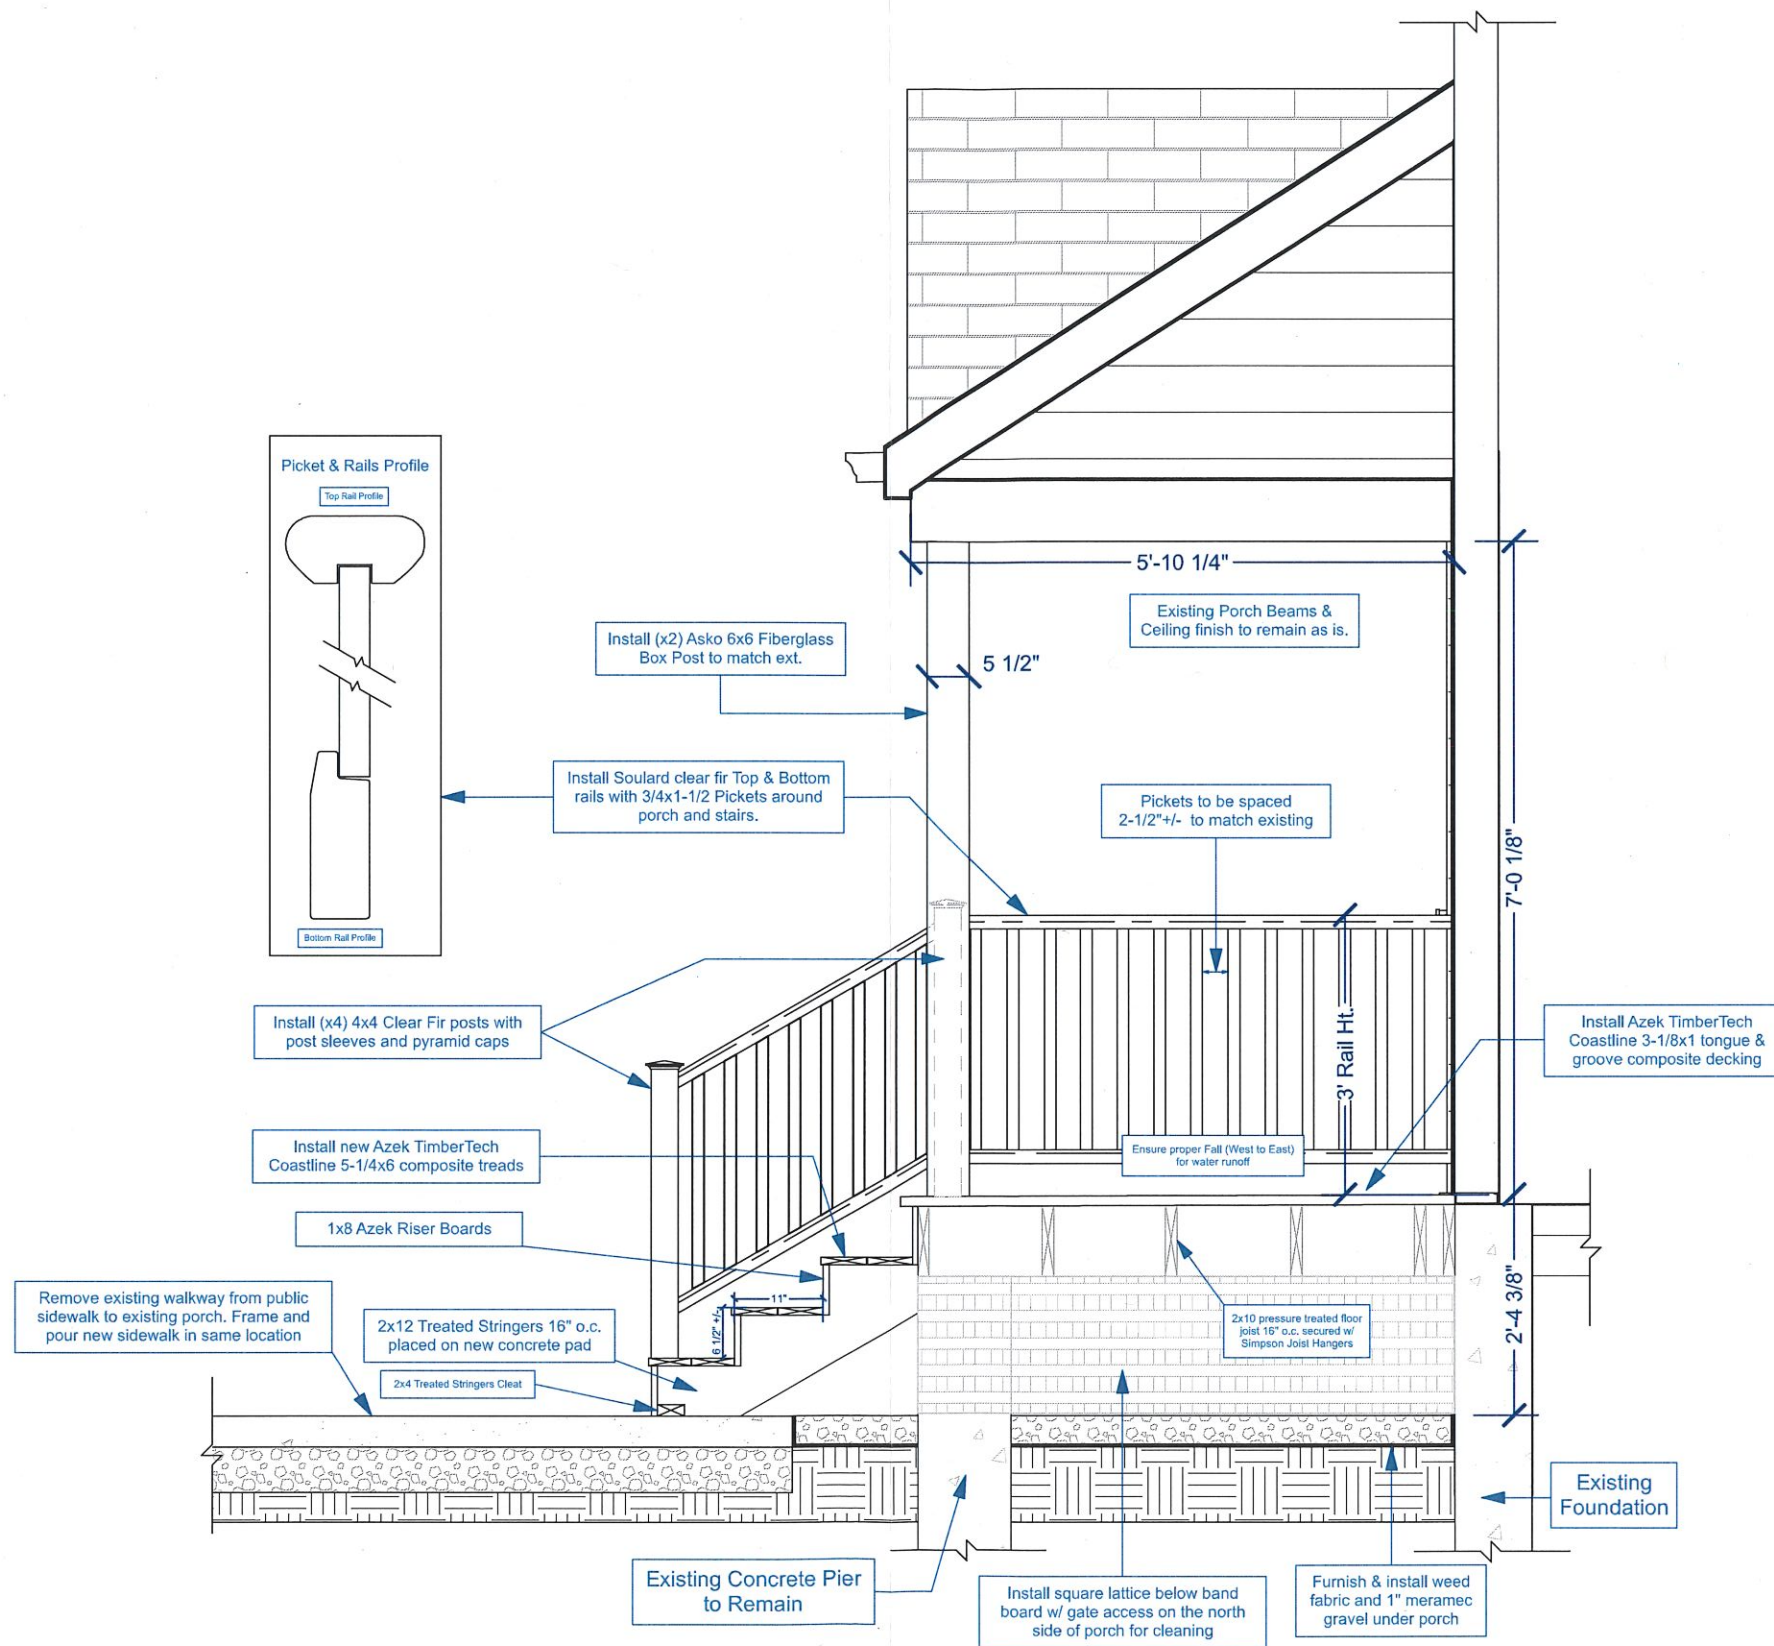 Picket & Rails Profile
Top Rail Profile
Bottom Rail Profile
5'-10 1/4"
Existing Porch Beams &
Ceiling finish to remain as is.
Install (x2) Asko 6x6 Fiberglass
Box Post to match ext.
5 1/2"
Install Soulard clear fir Top & Bottom
rails with 3/4x1-1/2 Pickets around
porch and stairs.
Pickets to be spaced
2-1/2"+/- to match existing
7'-0 1/8"
3' Rail Ht.
Install (x4) 4x4 Clear Fir posts with
post sleeves and pyramid caps
Install Azek TimberTech
Coastline 3-1/8x1 tongue &
groove composite decking
Install new Azek TimberTech
Coastline 5-1/4x6 composite treads
Ensure proper Fall (West to East)
for water runoff
1x8 Azek Riser Boards
Remove existing walkway from public
sidewalk to existing porch. Frame and
pour new sidewalk in same location
11"
6 1/2" +/-
2x12 Treated Stringers 16" o.c.
placed on new concrete pad
2x4 Treated Stringers Cleat
2x10 pressure treated floor
joist 16" o.c. secured w/
Simpson Joist Hangers
2'-4 3/8"
Existing
Foundation
Existing Concrete Pier
to Remain
Install square lattice below band
board w/ gate access on the north
side of porch for cleaning
Furnish & install weed
fabric and 1" meramec
gravel under porch